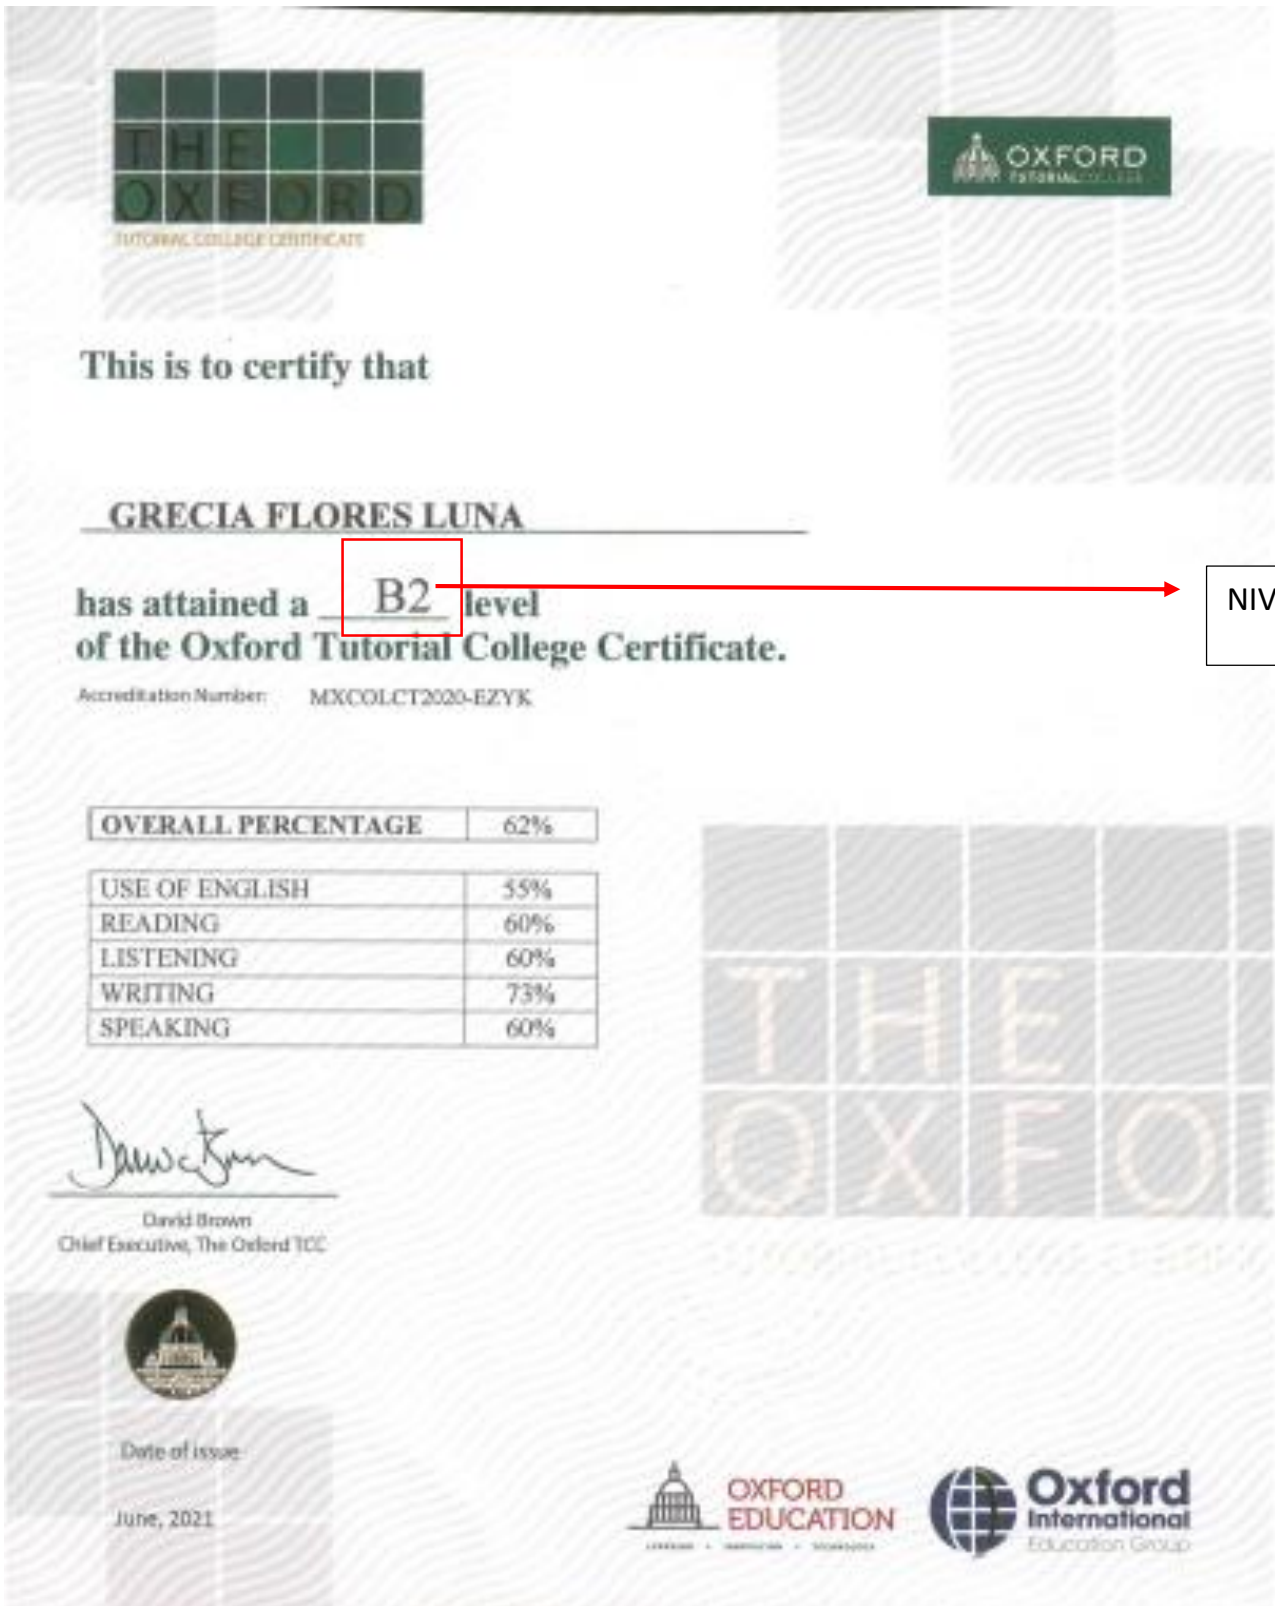 THE
OXFORD
TUTORIAL COLLEGE CERTIFICATE
OXFORD
TUTORIAL COLLEGE
This is to certify that
GRECIA FLORES LUNA
has attained a B2 level
of the Oxford Tutorial College Certificate.
NIV
Accreditation Number: MXCOLCT2020-EZYK
OVERALL PERCENTAGE 62%
USE OF ENGLISH 55%
READING 60%
LISTENING 60%
WRITING 73%
SPEAKING 60%
THE
OXFO
David Brown
Chief Executive, The Oxford TCC
Date of issue
June, 2021
OXFORD
EDUCATION
Oxford
International
Education Group